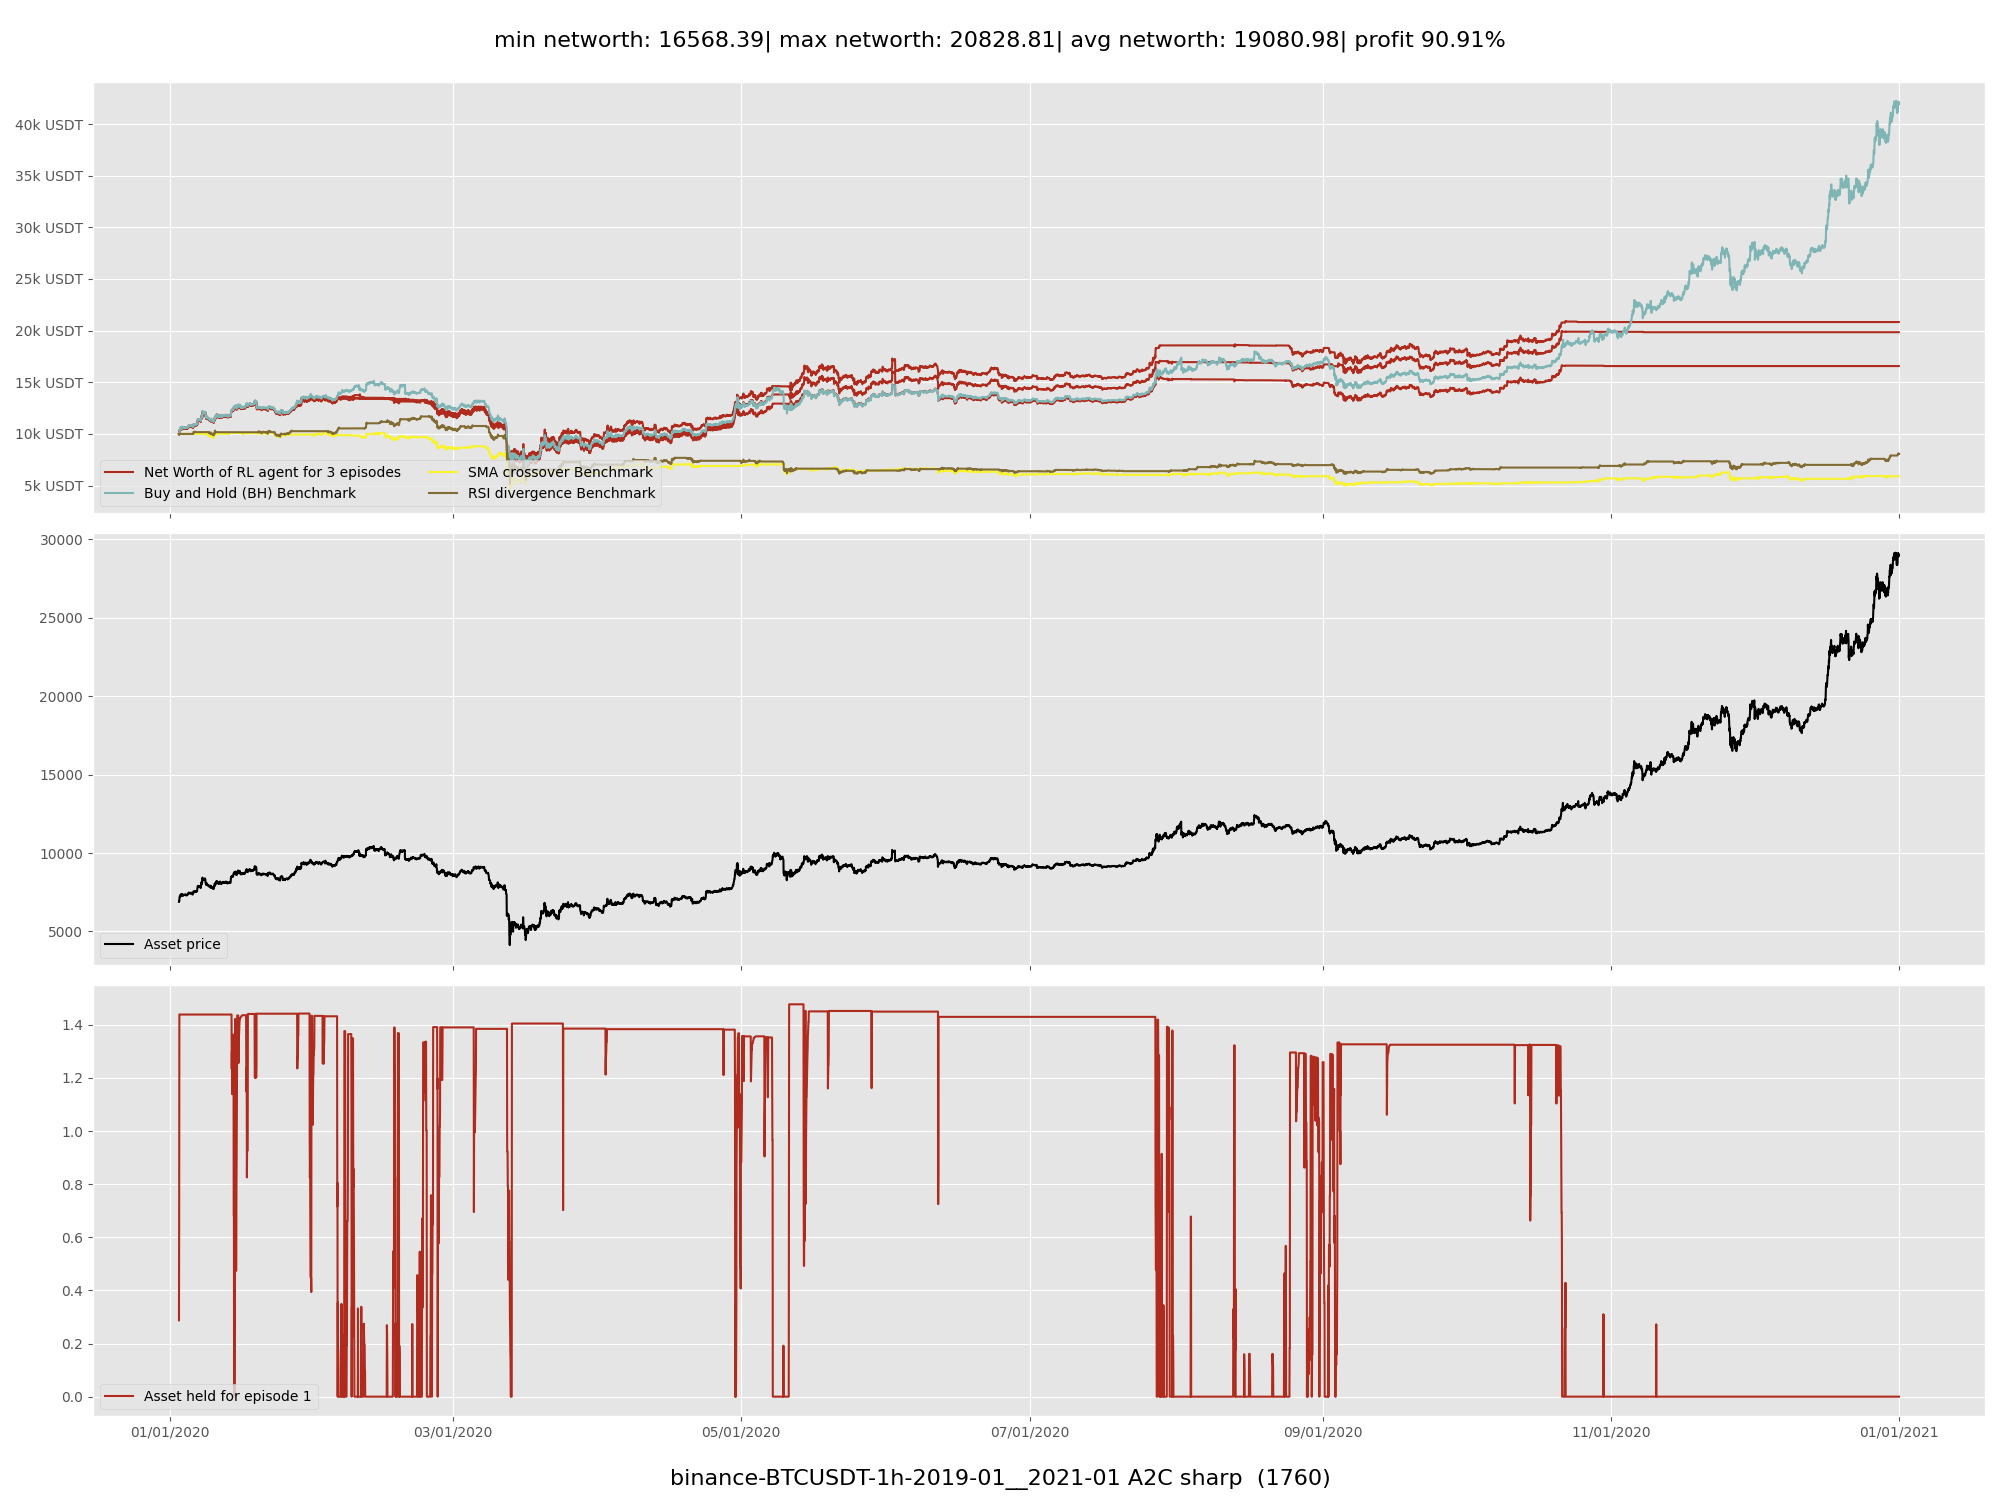 min networth: 16568.39| max networth: 20828.81| avg networth: 19080.98| profit 90.91%
40k USDT
35k USDT
30k USDT
25k USDT
20k USDT
15k USDT
10k USDT
5k USDT
Net Worth of RL agent for 3 episodes
Buy and Hold (BH) Benchmark
SMA crossover Benchmark
RSI divergence Benchmark
30000
25000
20000
15000
10000
5000
Asset price
1.4
1.2
1.0
0.8
0.6
0.4
0.2
0.0
Asset held for episode 1
01/01/2020 03/01/2020 05/01/2020 07/01/2020 09/01/2020 11/01/2020 01/01/2021
binance-BTCUSDT-1h-2019-01__2021-01 A2C sharp (1760)